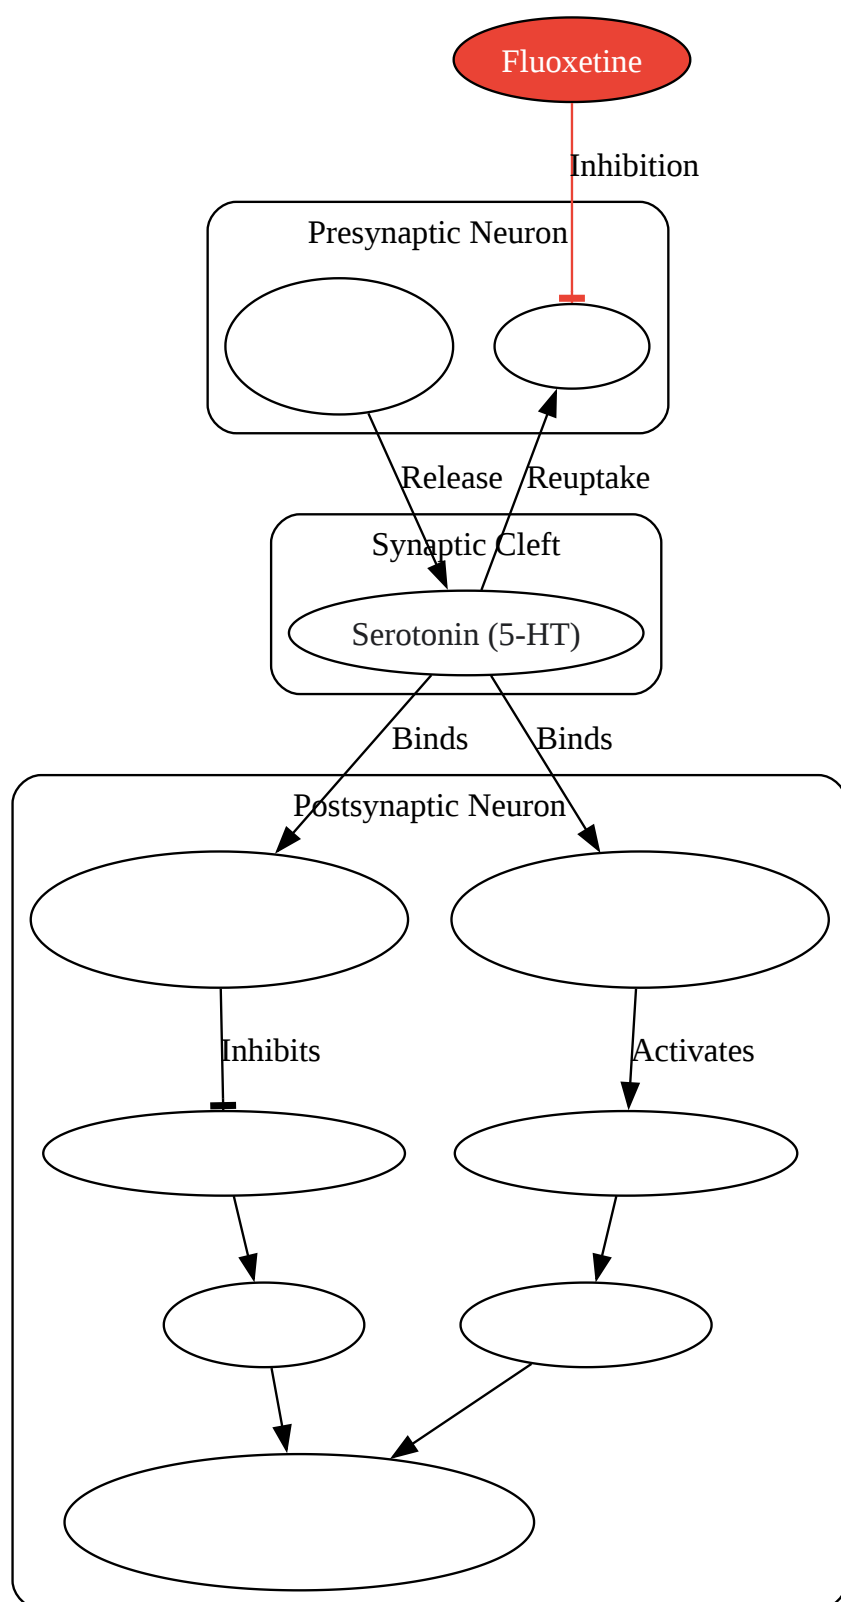 Fluoxetine
Inhibition
Presynaptic Neuron
Release
Reuptake
Synaptic Cleft
Serotonin (5-HT)
Binds
Binds
Postsynaptic Neuron
Inhibits
Activates